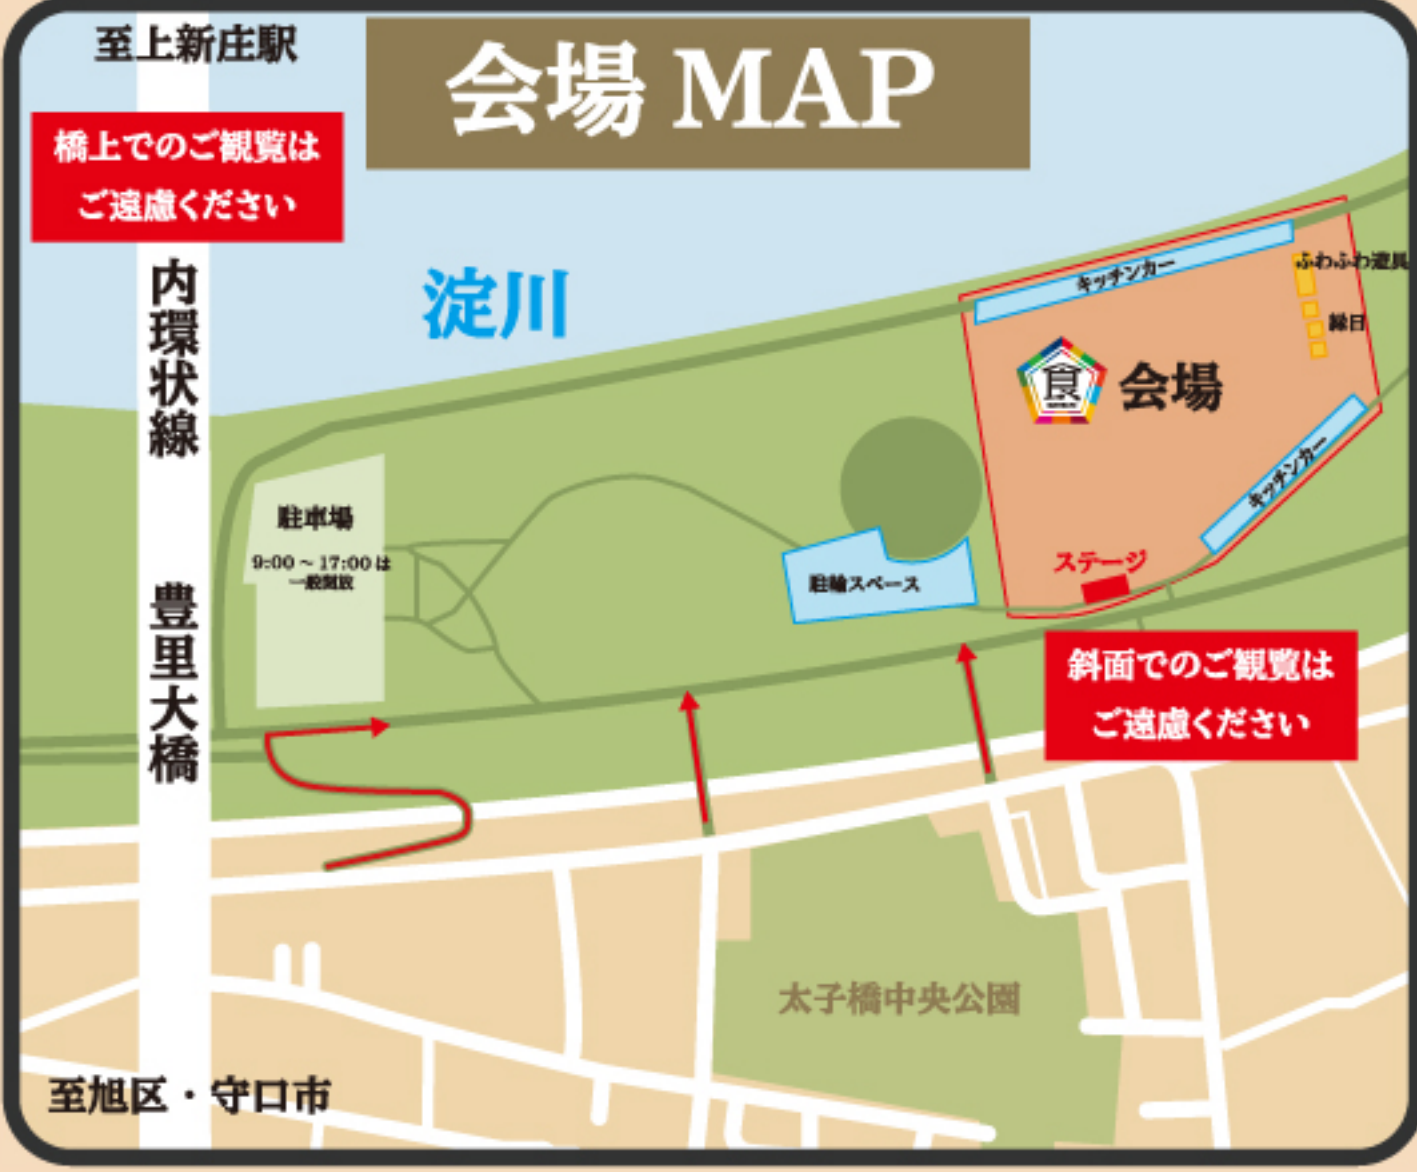 至上新庄駅
会場 MAP
橋上でのご観覧は
ご遠慮ください
内環状線
淀川
キッチンカー
ふわふわ遊具
縁日
食
会場
キッチンカー
駐車場
9:00～17:00は
一般開放
駐輪スペース
ステージ
豊里大橋
斜面でのご観覧は
ご遠慮ください
太子橋中央公園
至旭区・守口市